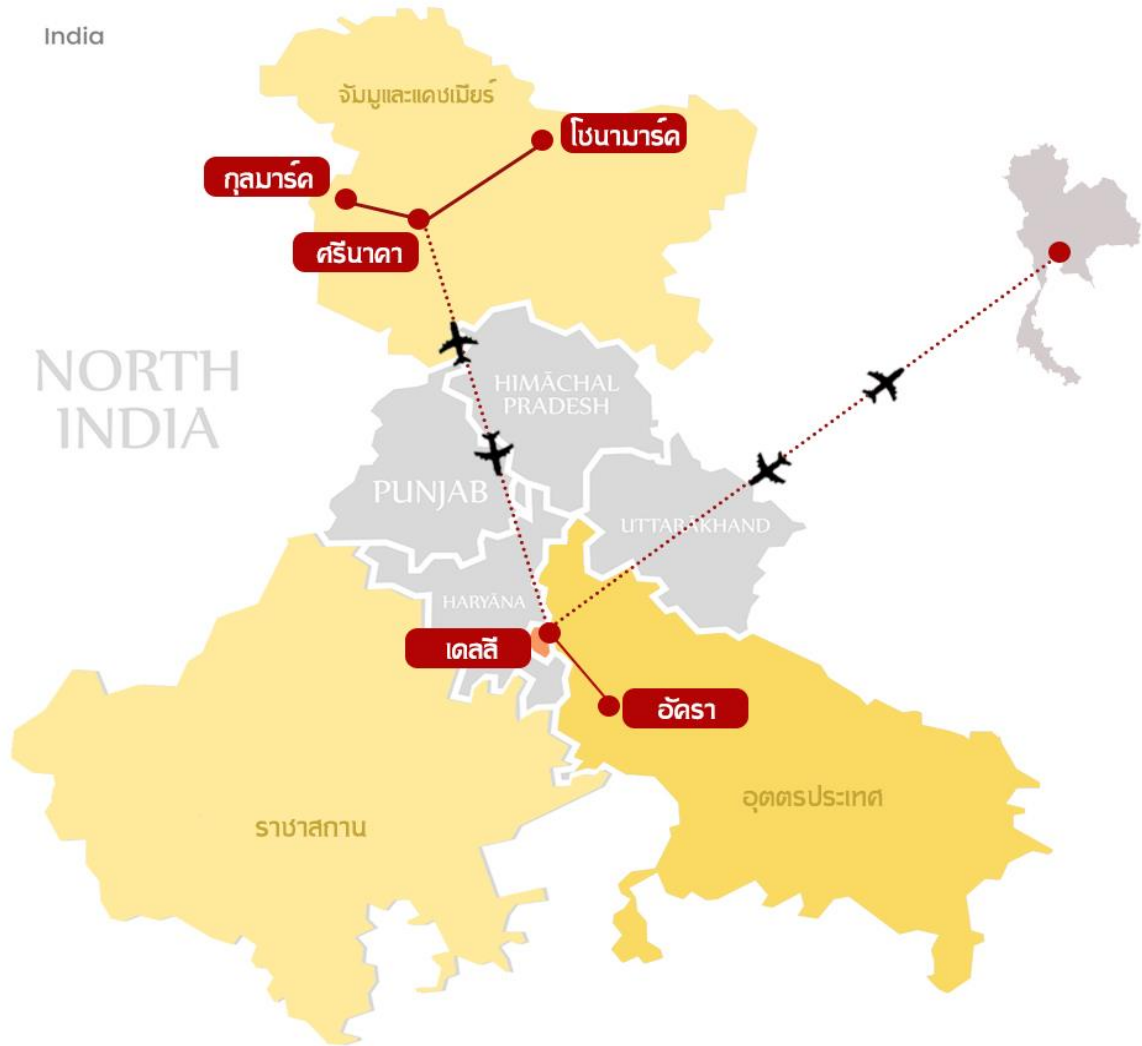 India
จัมมูและแคชเมียร์
โซนามาร์ค
กุลมาร์ค
ศรีนาคา
NORTH
INDIA
HIMĀCHAL
PRADESH
PUNJAB
UTTARĀKHAND
HARYĀNA
เดลลี
อัครา
อุตตรประเทศ
ราชาสถาน